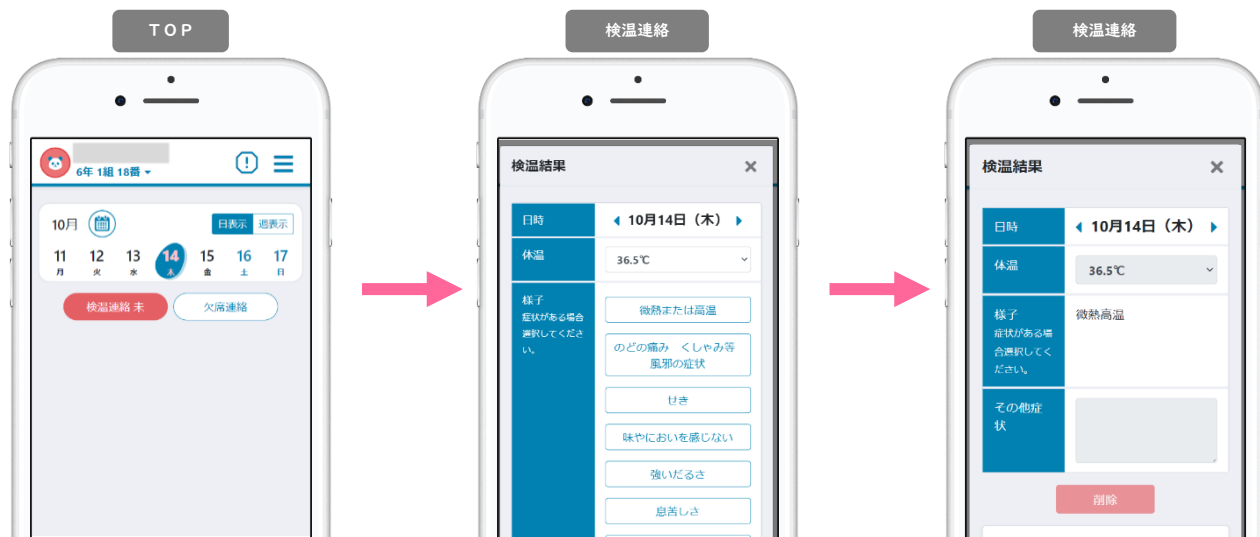 TOP
6年 1組 18番
10月
日表示
週表示
11 12 13 14 15 16 17
月 火 水 木 金 土 日
検温連絡 未
欠席連絡
検温連絡
検温結果
×
日時
10月14日（木）
体温
36.5℃
様子
症状がある場合
選択してくださ
い。
微熱または高温
のどの痛み　くしゃみ等
風邪の症状
せき
味やにおいを感じない
強いだるさ
息苦しさ
検温連絡
検温結果
×
日時
10月14日（木）
体温
36.5℃
様子
症状がある場
合選択してく
ださい。
微熱高温
その他症
状
削除